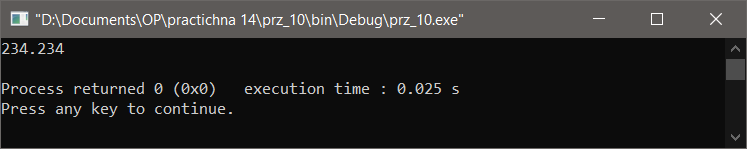 "D:\Documents\OP\practichna 14\prz_10\bin\Debug\prz_10.exe"
234.234
Process returned 0 (0x0)   execution time : 0.025 s
Press any key to continue.